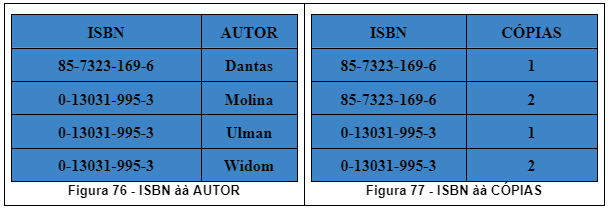 ISBN AUTOR
85-7323-169-6 Dantas
0-13031-995-3 Molina
0-13031-995-3 Ulman
0-13031-995-3 Widom
Figura 76 - ISBN àà AUTOR
ISBN CÓPIAS
85-7323-169-6 1
85-7323-169-6 2
0-13031-995-3 1
0-13031-995-3 2
Figura 77 - ISBN àà CÓPIAS